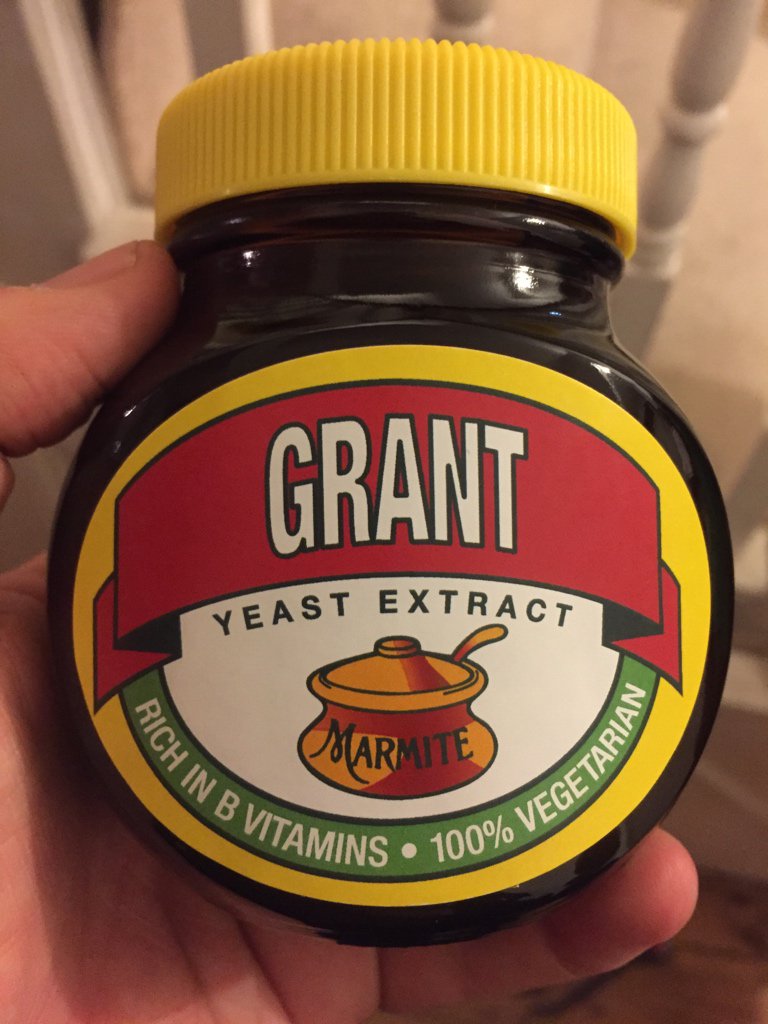 GRANT
YEAST EXTRACT
MARMITE
RICH IN B VITAMINS • 100% VEGETARIAN